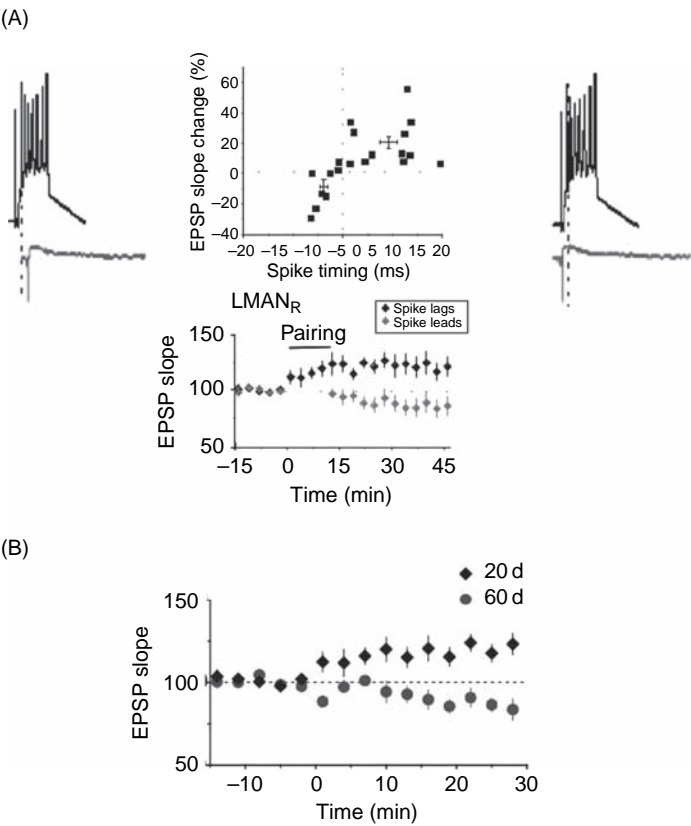 (A)
EPSP slope change (%)
60
40
20
0
−20
−40
−20 −15 −10 −5 0 5 10 15 20
Spike timing (ms)
LMANR
Spike lags
Spike leads
Pairing
EPSP slope
150
100
50
−15 0 15 30 45
Time (min)
(B)
20 d
60 d
EPSP slope
150
100
50
−10 0 10 20 30
Time (min)